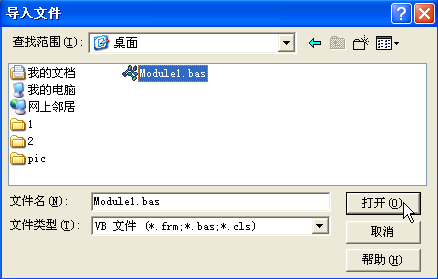 导入文件
查找范围(I): 桌面
我的文档
我的电脑
网上邻居
1
2
pic
Module1.bas
文件名(N): Module1.bas 打开(O)
文件类型(T): VB 文件 (*.frm;*.bas;*.cls) 取消
帮助(H)